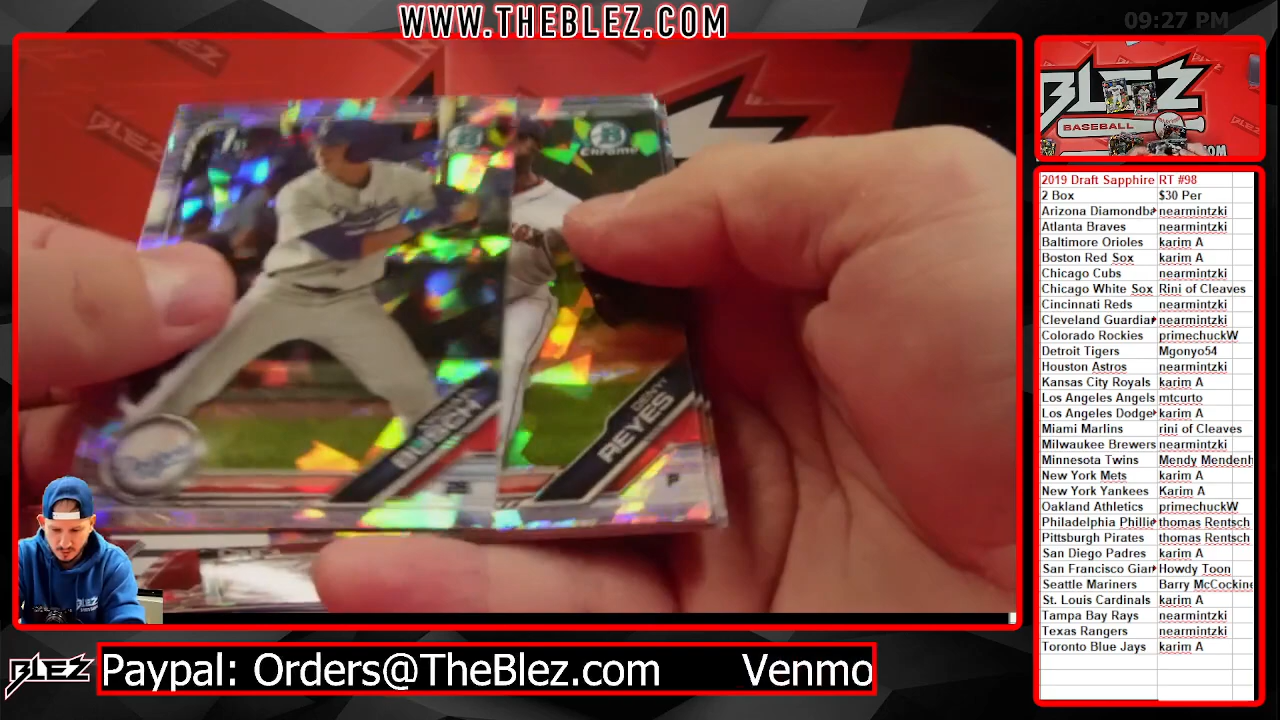 WWW.THEBLEZ.COM
09:27 PM
BLEZ
BASEBALL
Chrome
DENYI
REYES
P
2B
2019 Draft Sapphire RT #98
2 Box $30 Per
Arizona Diamondba nearmintzki
Atlanta Braves nearmintzki
Baltimore Orioles karim A
Boston Red Sox karim A
Chicago Cubs nearmintzki
Chicago White Sox Rini of Cleaves
Cincinnati Reds nearmintzki
Cleveland Guardia nearmintzki
Colorado Rockies primechuckW
Detroit Tigers Mgonyo54
Houston Astros nearmintzki
Kansas City Royals karim A
Los Angeles Angels mtcurto
Los Angeles Dodge karim A
Miami Marlins rini of Cleaves
Milwaukee Brewers nearmintzki
Minnesota Twins Mendy Mendenh
New York Mets karim A
New York Yankees Karim A
Oakland Athletics primechuckW
Philadelphia Phillie thomas Rentsch
Pittsburgh Pirates thomas Rentsch
San Diego Padres karim A
San Francisco Gian Howdy Toon
Seattle Mariners Barry McCockine
St. Louis Cardinals karim A
Tampa Bay Rays nearmintzki
Texas Rangers nearmintzki
Toronto Blue Jays karim A
BLEZ
BLEZ Paypal: Orders@TheBlez.com Venmo